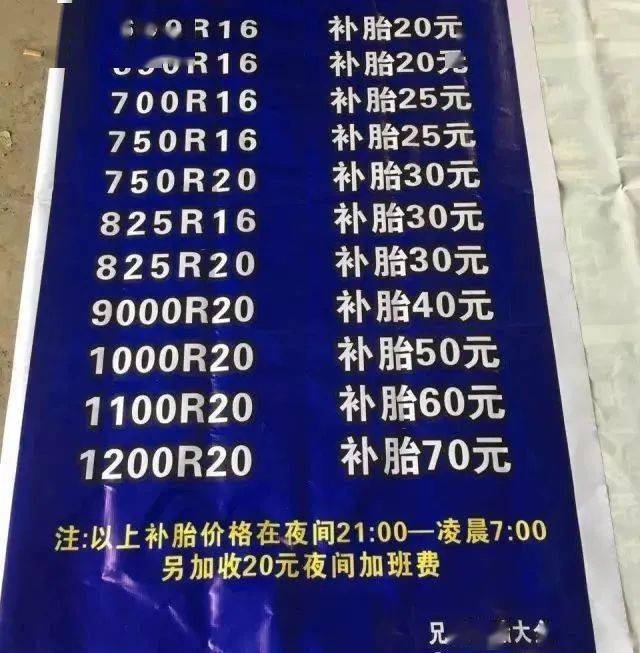 R16 补胎20元
R16 补胎20元
700R16 补胎25元
750R16 补胎25元
750R20 补胎30元
825R16 补胎30元
825R20 补胎30元
9000R20 补胎40元
1000R20 补胎50元
1100R20 补胎60元
1200R20 补胎70元
注:以上补胎价格在夜间21:00—凌晨7:00
另加收20元夜间加班费
兄 大